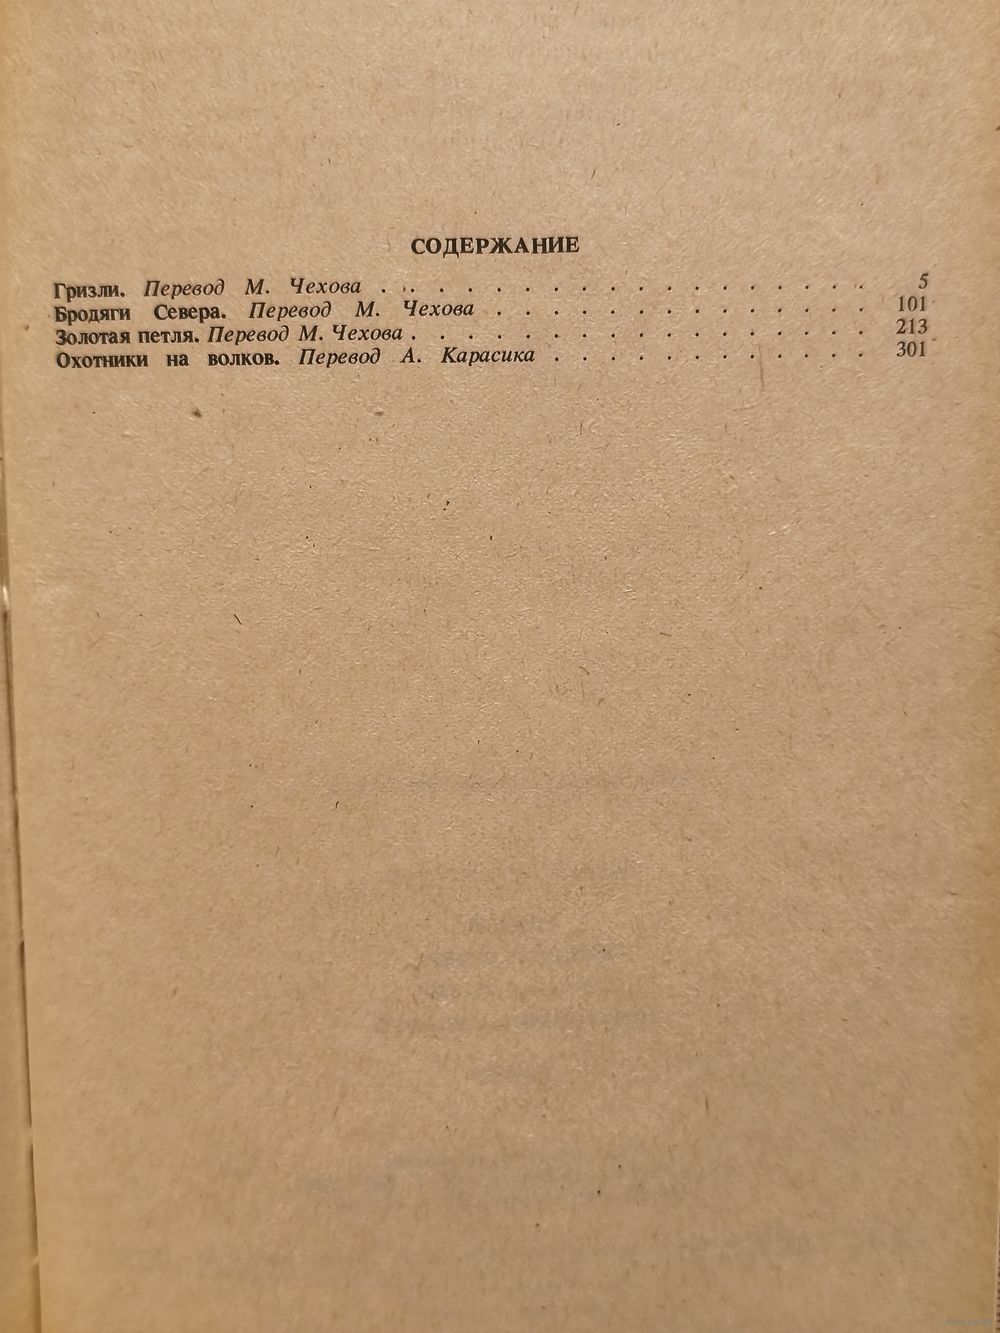 СОДЕРЖАНИЕ
Гризли. Перевод М. Чехова . . . . . . . . . . . . . . . . . . 5
Бродяги Севера. Перевод М. Чехова . . . . . . . . . . . . . . 101
Золотая петля. Перевод М. Чехова . . . . . . . . . . . . . . . . . 213
Охотники на волков. Перевод А. Карасика . . . . . . . . . . . . 301